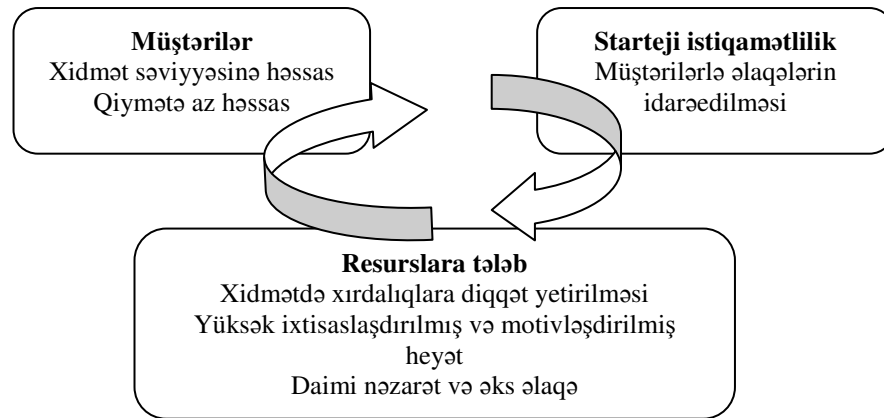 Müştərilər
Xidmət səviyyəsinə həssas
Qiymətə az həssas
Starteji istiqamətlilik
Müştərilərlə əlaqələrin
idarəedilməsi
Resurslara tələb
Xidmətdə xırdalıqlara diqqət yetirilməsi
Yüksək ixtisaslaşdırılmış və motivləşdirilmiş
heyət
Daimi nəzarət və əks əlaqə